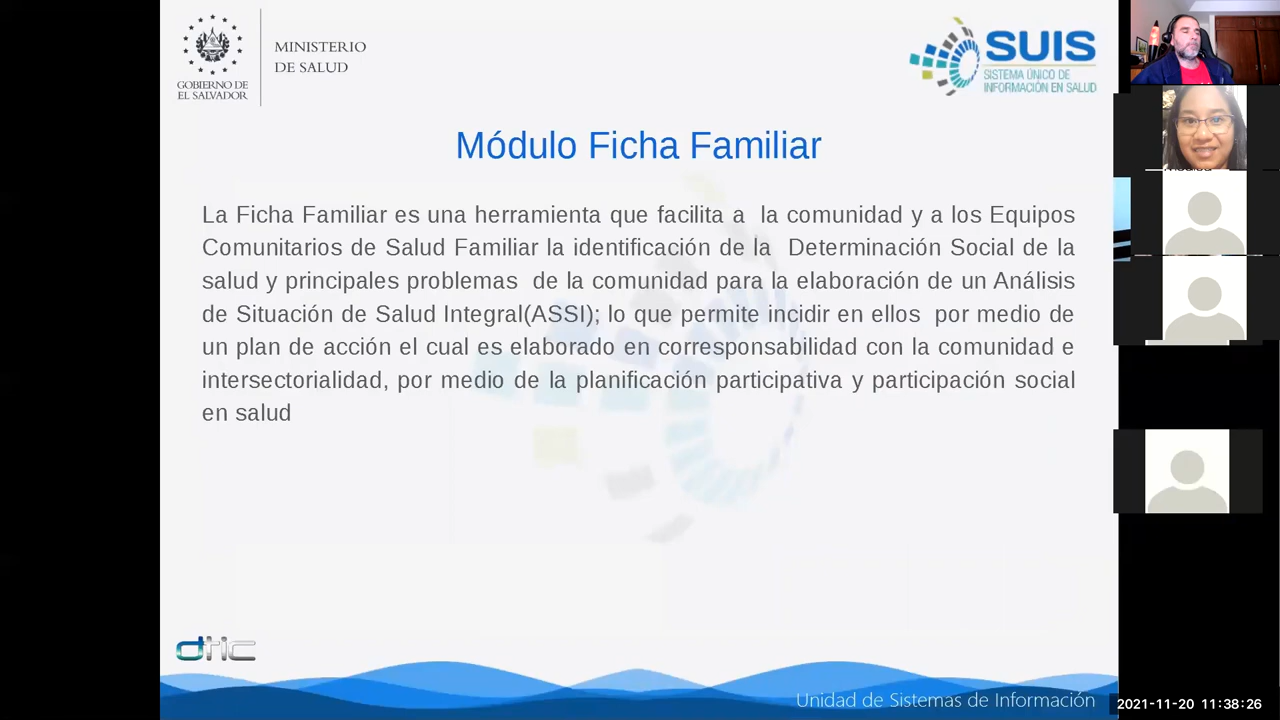 MINISTERIO
DE SALUD
GOBIERNO DE
EL SALVADOR
SUIS
SISTEMA ÚNICO DE
INFORMACIÓN EN SALUD
Módulo Ficha Familiar
La Ficha Familiar es una herramienta que facilita a la comunidad y a los Equipos
Comunitarios de Salud Familiar la identificación de la Determinación Social de la
salud y principales problemas de la comunidad para la elaboración de un Análisis
de Situación de Salud Integral(ASSI); lo que permite incidir en ellos por medio de
un plan de acción el cual es elaborado en corresponsabilidad con la comunidad e
intersectorialidad, por medio de la planificación participativa y participación social
en salud
dtic
Unidad de Sistemas de Información
2021-11-20 11:38:26